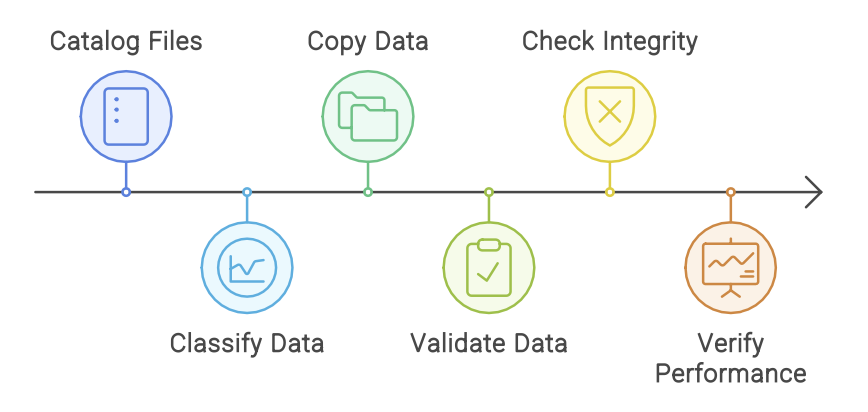 Catalog Files
Copy Data
Check Integrity
Classify Data
Validate Data
Verify
Performance